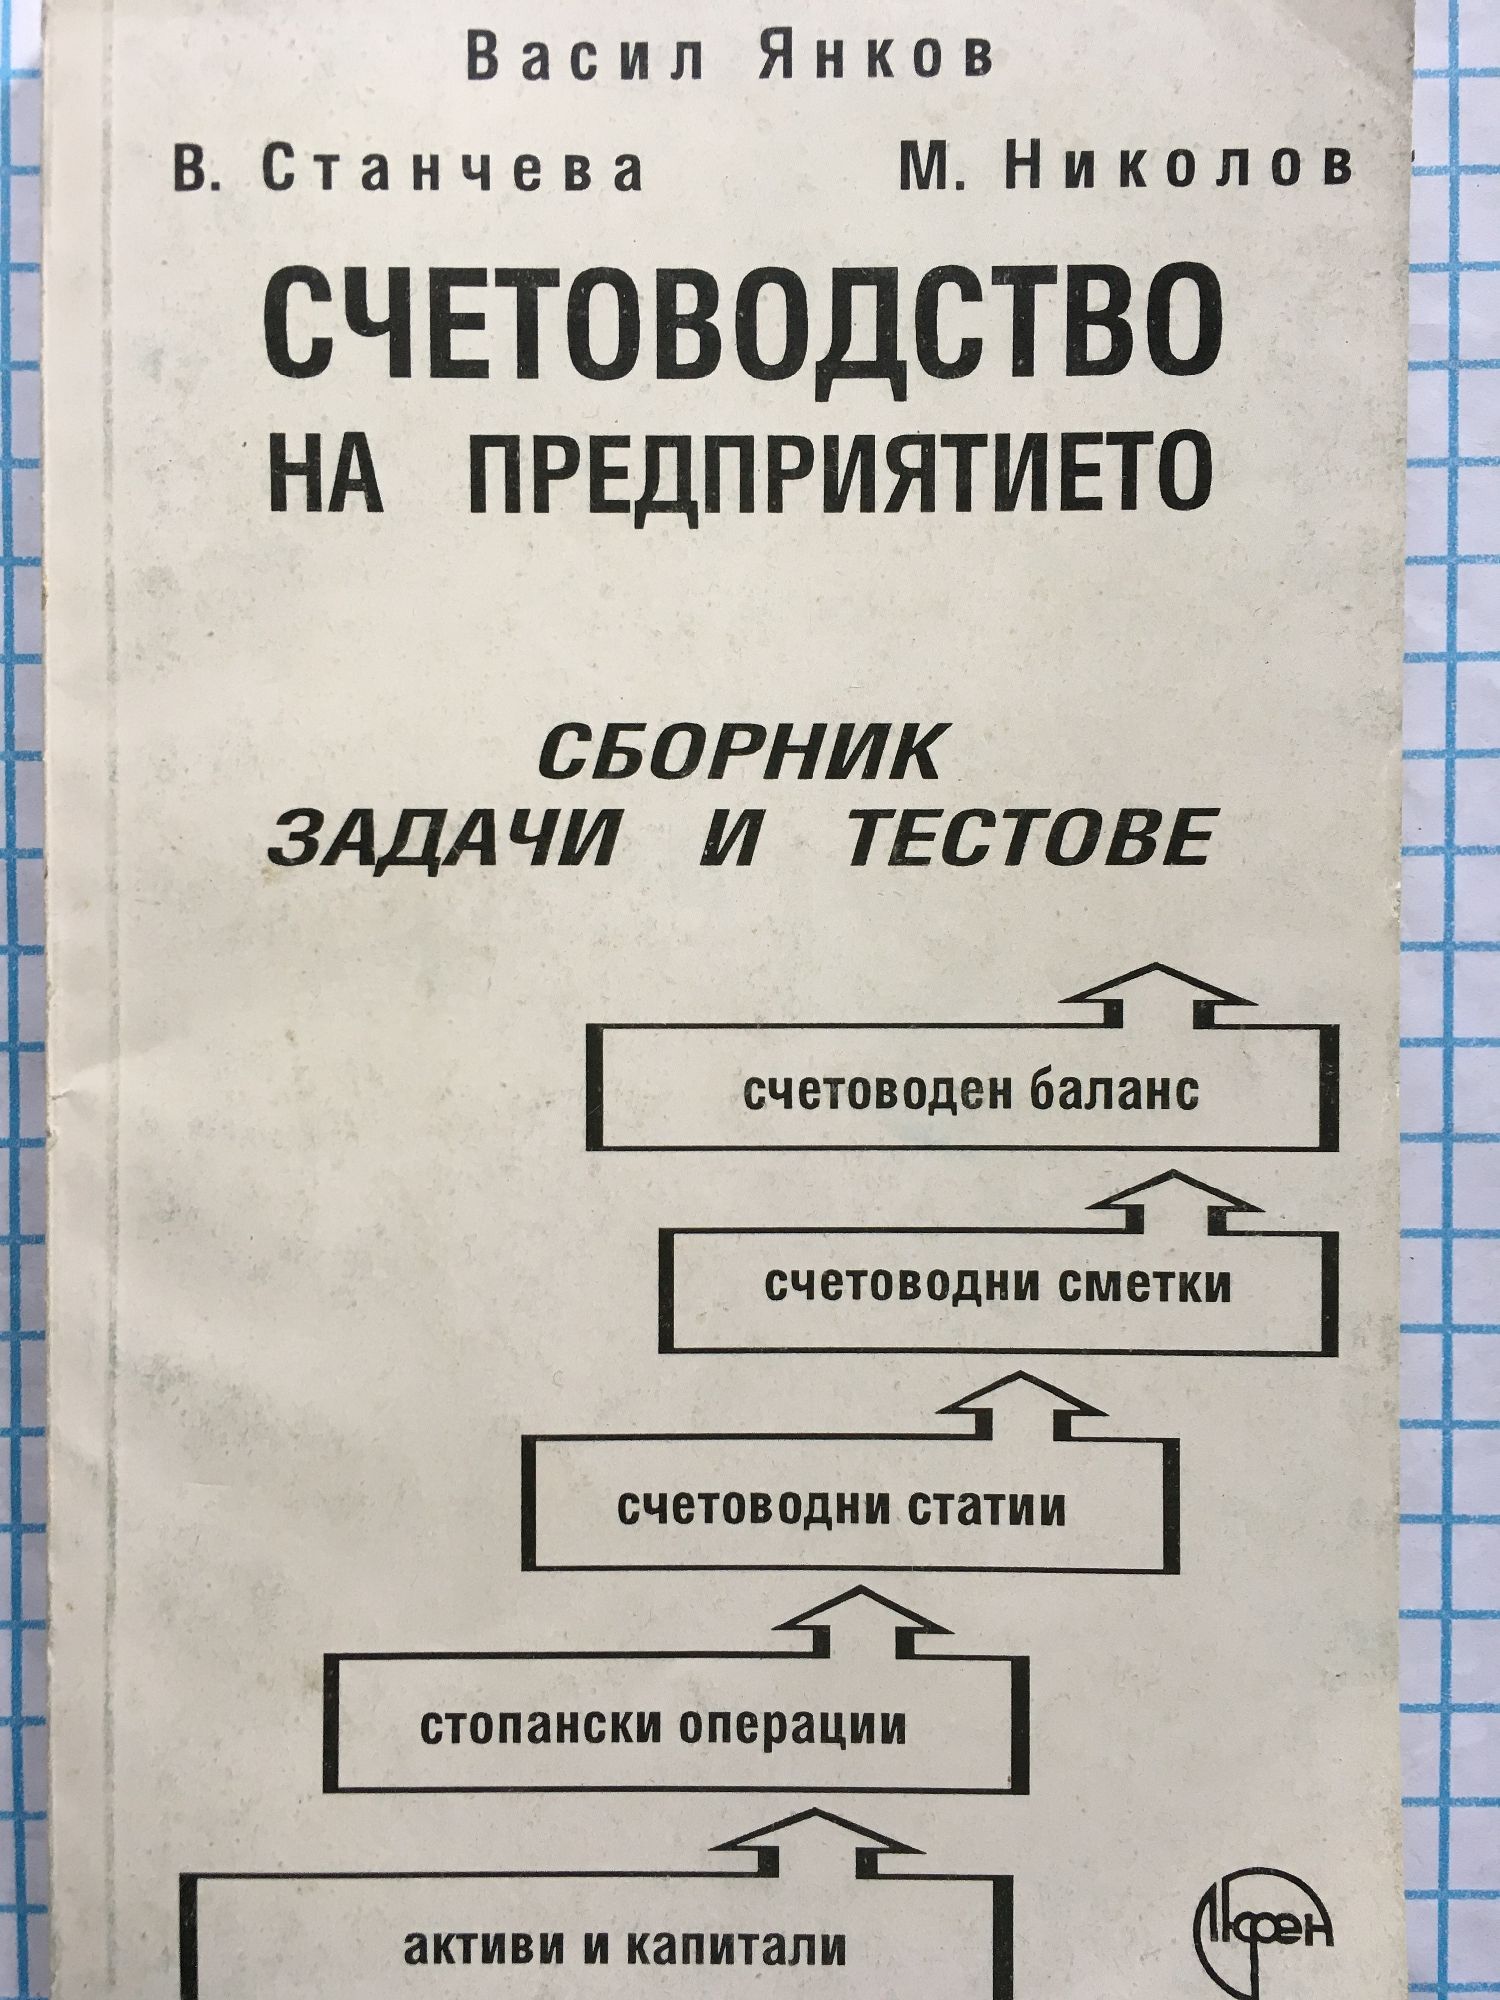 Васил Янков
В. Станчева М. Николов
СЧЕТОВОДСТВО
НА ПРЕДПРИЯТИЕТО
СБОРНИК
ЗАДАЧИ И ТЕСТОВЕ
счетоводен баланс
счетоводни сметки
счетоводни статии
стопански операции
активи и капитали